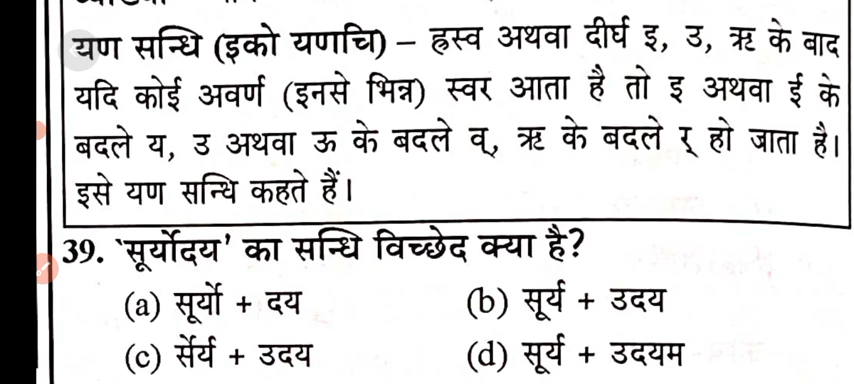 यण सन्धि (इको यणचि) – ह्रस्व अथवा दीर्घ इ, उ, ऋ के बाद
यदि कोई अवर्ण (इनसे भिन्न) स्वर आता है तो इ अथवा ई के
बदले य, उ अथवा ऊ के बदले व्, ऋ के बदले र् हो जाता है।
इसे यण सन्धि कहते हैं।
39. `सूर्योदय' का सन्धि विच्छेद क्या है?
(a) सूर्यो + दय (b) सूर्य + उदय
(c) र्सेर्य + उदय (d) सूर्य + उदयम